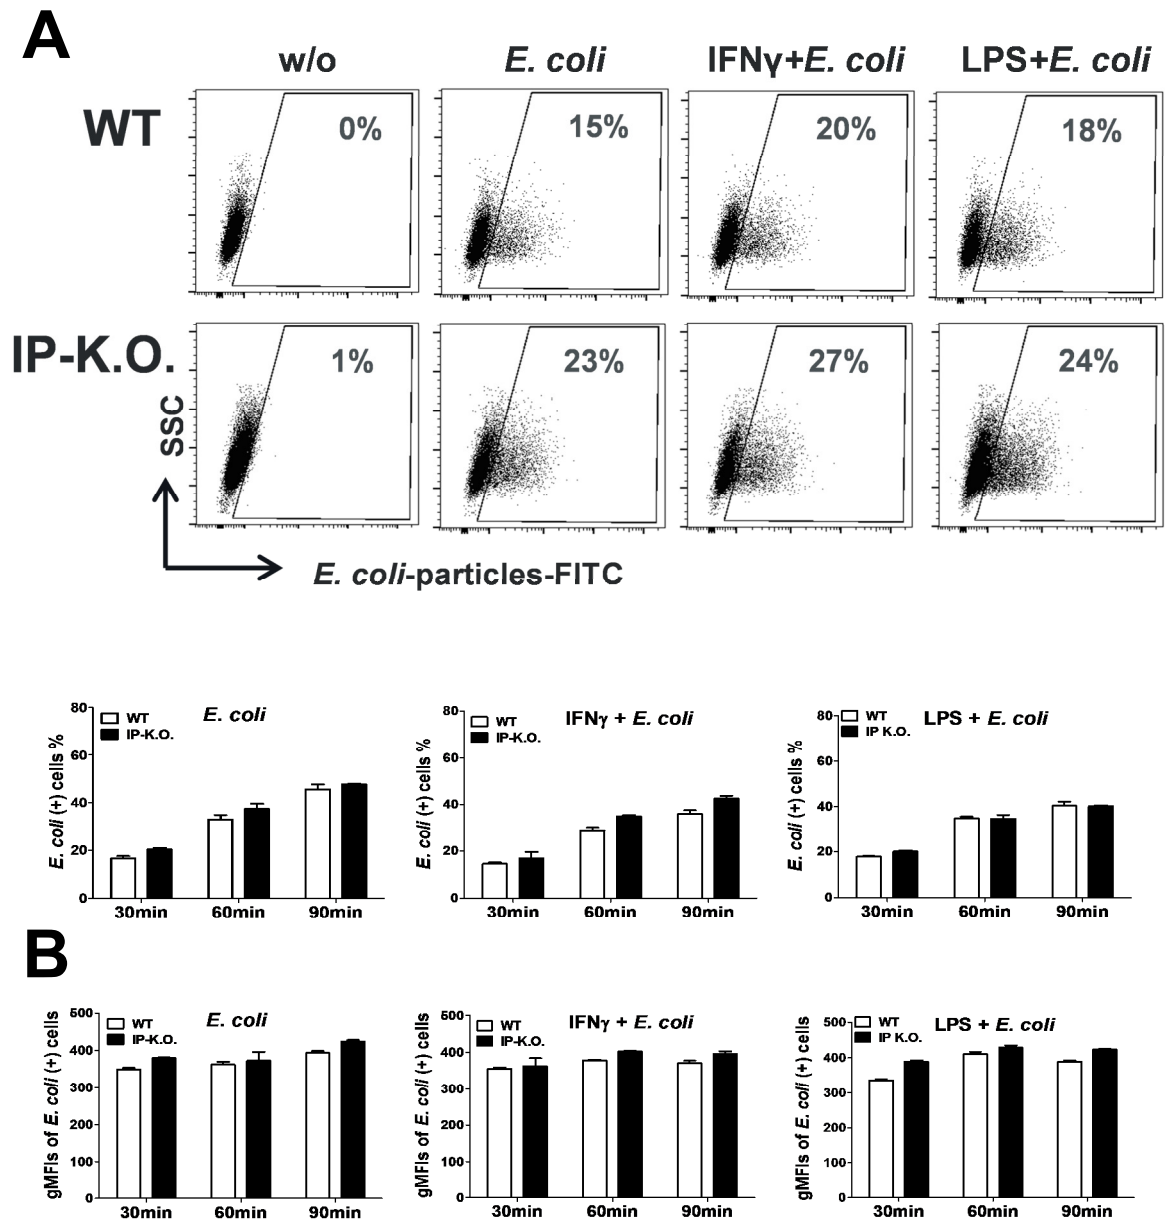 A
w/o
E. coli
IFNγ+E. coli
LPS+E. coli
WT
0%
15%
20%
18%
IP-K.O.
1%
23%
27%
24%
SSC
E. coli-particles-FITC
E. coli (+) cells %
80
60
40
20
0
WT
IP-K.O.
E. coli
30min
60min
90min
E. coli (+) cells %
80
60
40
20
0
WT
IP-K.O.
IFNγ + E. coli
30min
60min
90min
E. coli (+) cells %
80
60
40
20
0
WT
IP K.O.
LPS + E. coli
30min
60min
90min
B
gMFIs of E. coli (+) cells
500
400
300
200
100
0
WT
IP-K.O.
E. coli
30min
60min
90min
gMFIs of E. coli (+) cells
500
400
300
200
100
0
WT
IP-K.O.
IFNγ + E. coli
30min
60min
90min
gMFIs of E. coli (+) cells
500
400
300
200
100
0
WT
IP K.O.
LPS + E. coli
30min
60min
90min